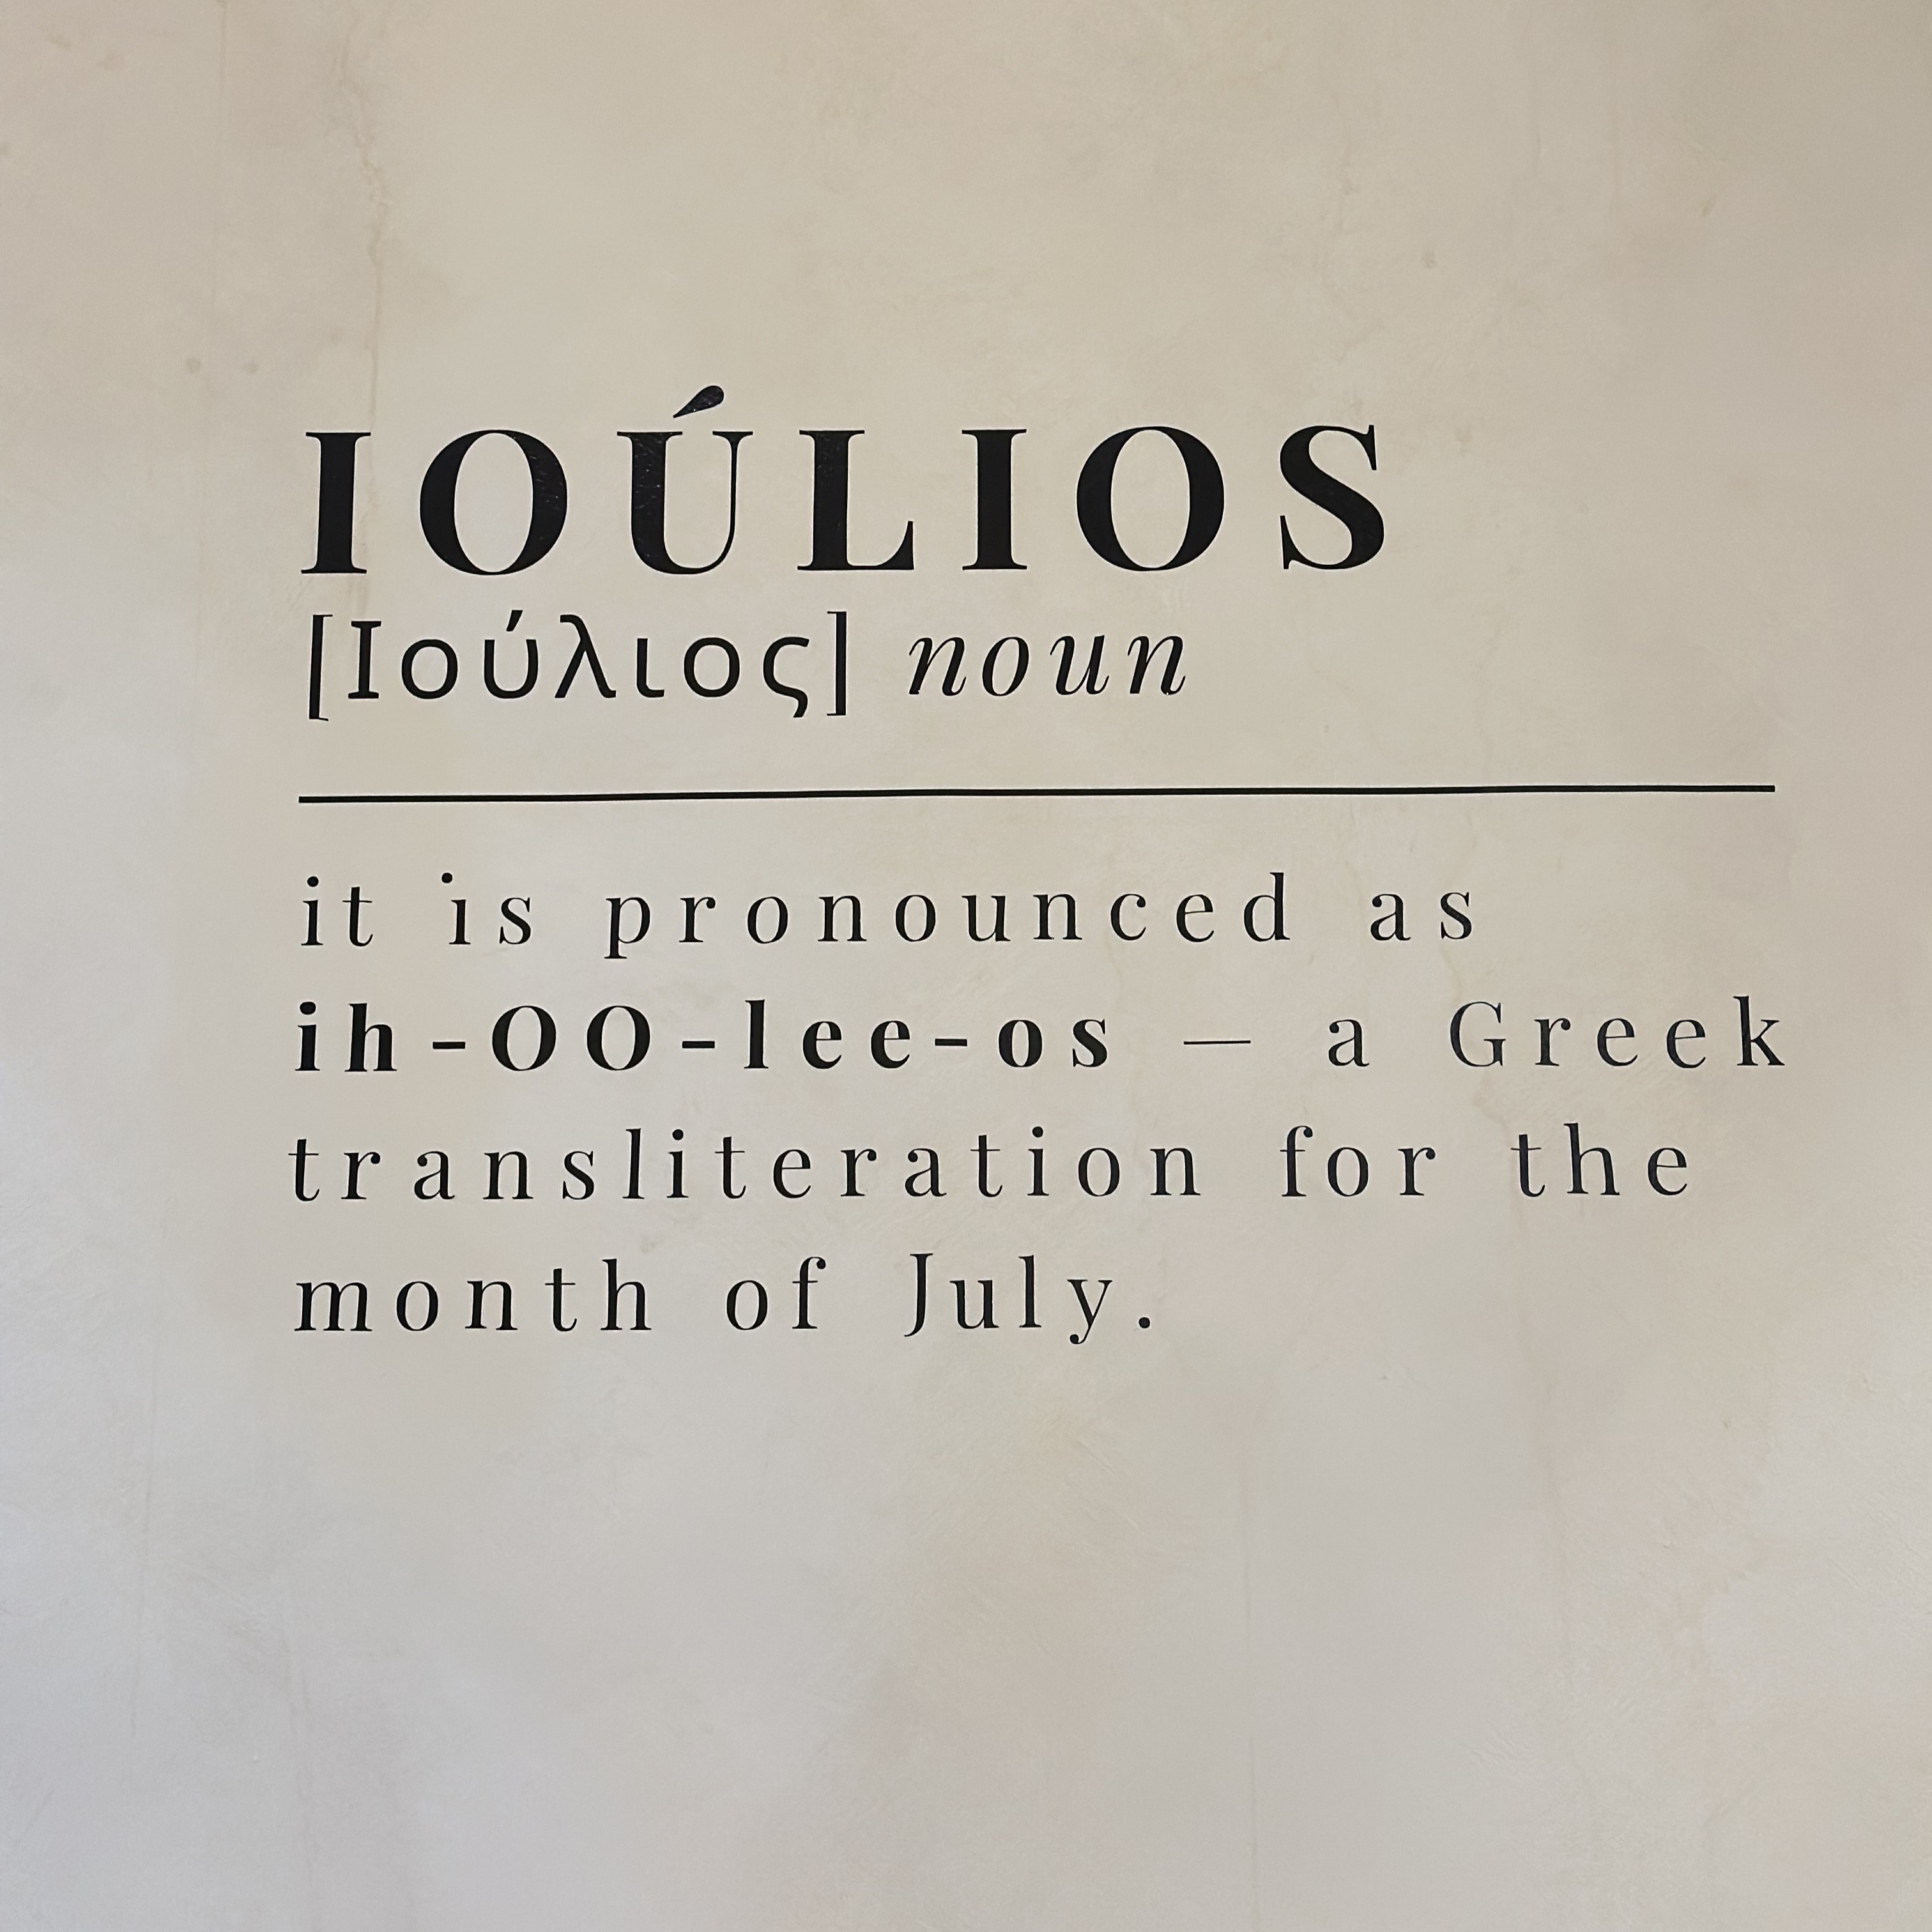 IOÚLIOS
[Ιούλιος] noun
it is pronounced as
ih-OO-lee-os – a Greek
transliteration for the
month of July.